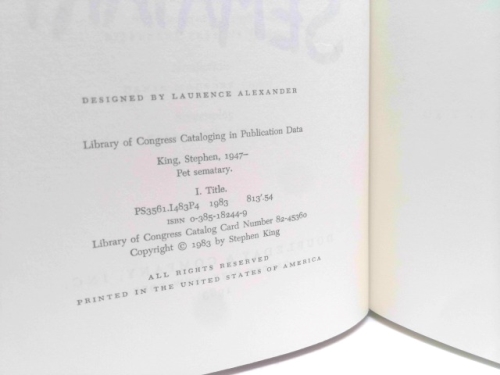 SEMATARY
DESIGNED BY LAURENCE ALEXANDER
Library of Congress Cataloging in Publication Data
King, Stephen, 1947–
Pet sematary.
I. Title.
PS3561.I483P4 1983 813'.54
ISBN 0-385-18244-9
Library of Congress Catalog Card Number 82-45360
Copyright © 1983 by Stephen King
ALL RIGHTS RESERVED
PRINTED IN THE UNITED STATES OF AMERICA